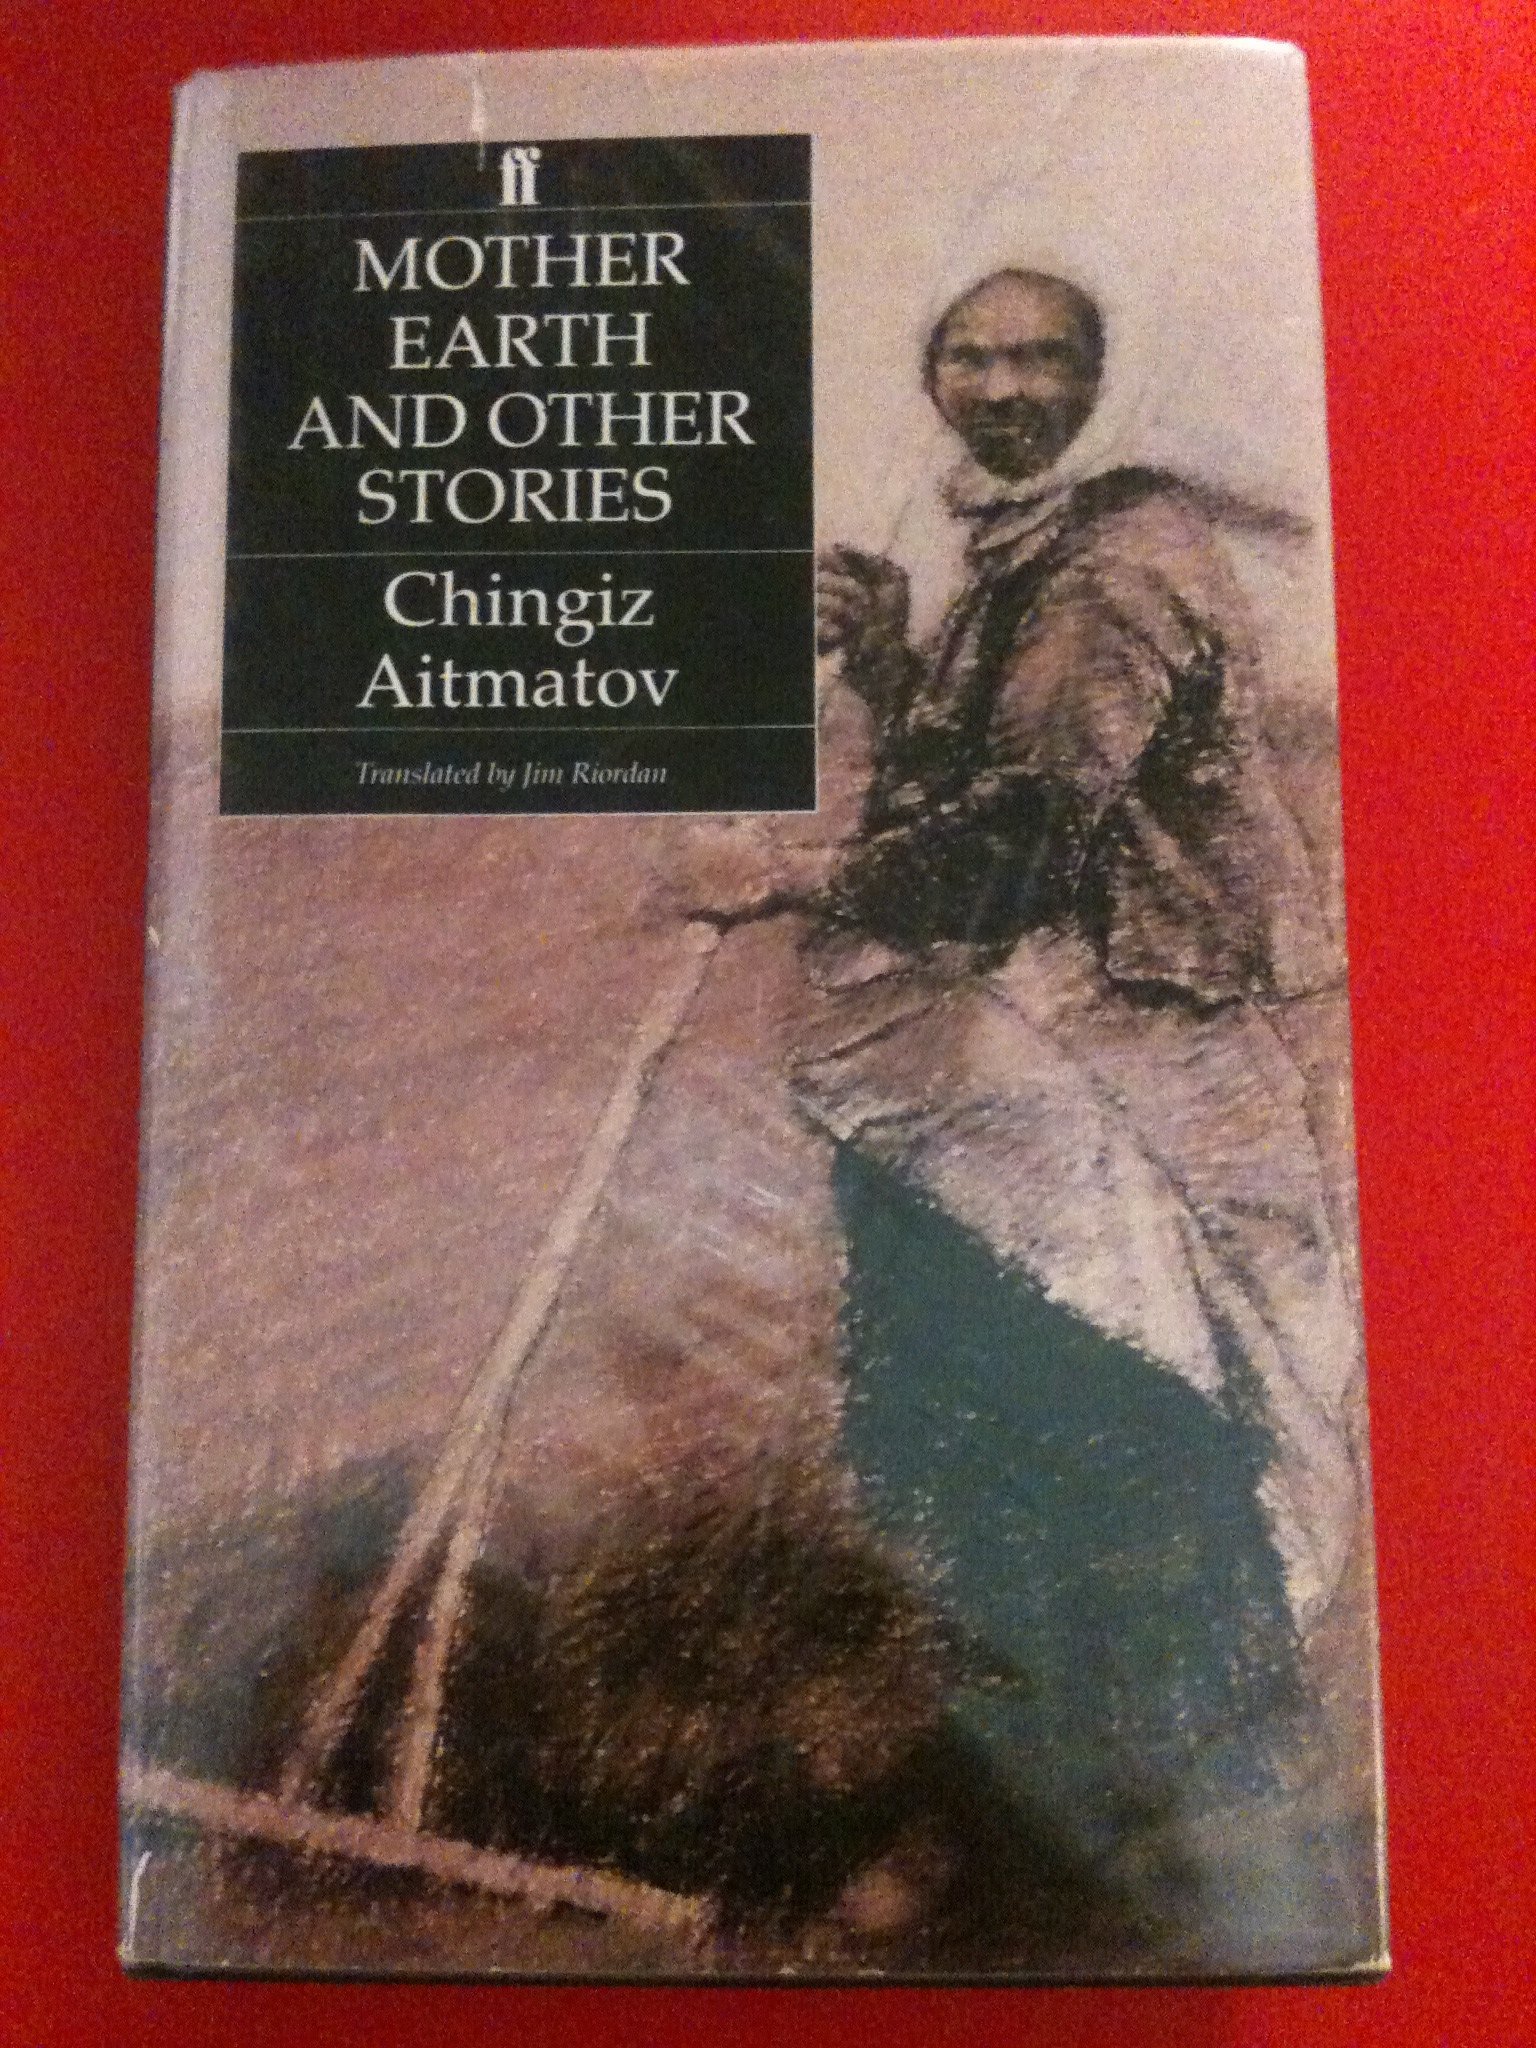 ff
MOTHER
EARTH
AND OTHER
STORIES
Chingiz
Aitmatov
Translated by Jim Riordan